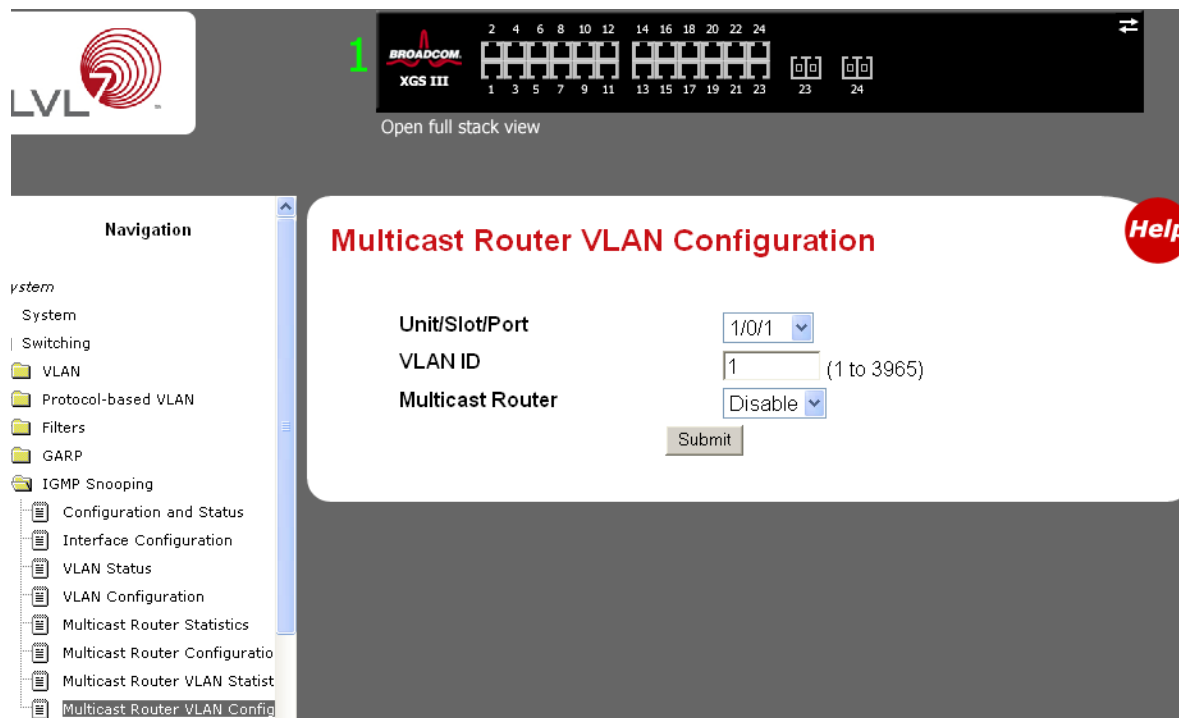 LVL 7
1
BROADCOM.
XGS III
2 4 6 8 10 12 14 16 18 20 22 24
1 3 5 7 9 11 13 15 17 19 21 23
23 24
Open full stack view
Navigation
ystem
System
Switching
VLAN
Protocol-based VLAN
Filters
GARP
IGMP Snooping
Configuration and Status
Interface Configuration
VLAN Status
VLAN Configuration
Multicast Router Statistics
Multicast Router Configuratio
Multicast Router VLAN Statist
Multicast Router VLAN Config
Multicast Router VLAN Configuration
Help
Unit/Slot/Port 1/0/1
VLAN ID 1 (1 to 3965)
Multicast Router Disable
Submit